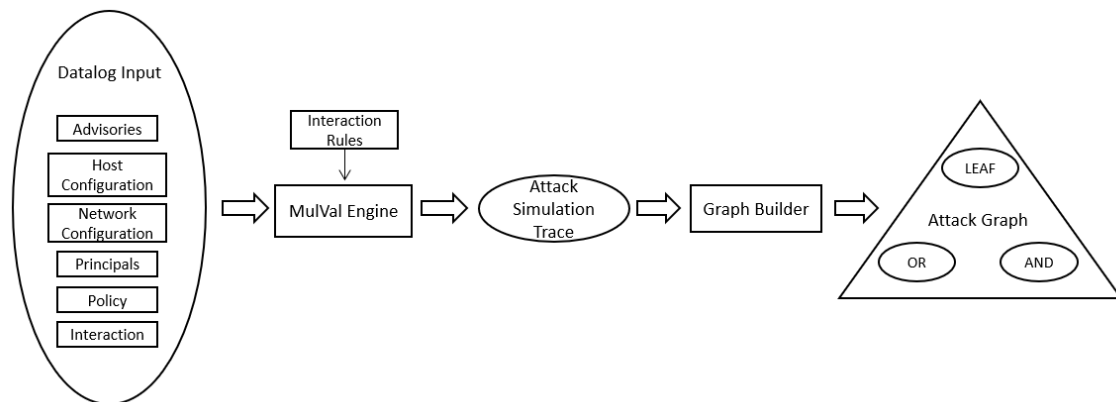 Datalog Input
Advisories
Host
Configuration
Network
Configuration
Principals
Policy
Interaction
Interaction
Rules
MulVal Engine
Attack
Simulation
Trace
Graph Builder
LEAF
Attack Graph
OR
AND